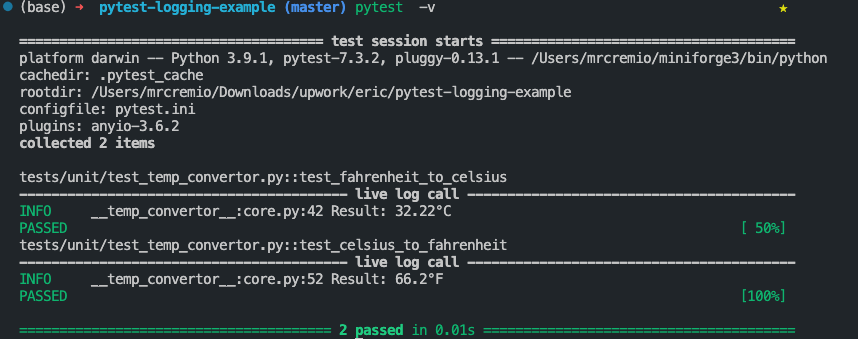 (base) → pytest-logging-example (master) pytest -v ★
====================================== test session starts ======================================
platform darwin -- Python 3.9.1, pytest-7.3.2, pluggy-0.13.1 -- /Users/mrcremio/miniforge3/bin/python
cachedir: .pytest_cache
rootdir: /Users/mrcremio/Downloads/upwork/eric/pytest-logging-example
configfile: pytest.ini
plugins: anyio-3.6.2
collected 2 items
tests/unit/test_temp_convertor.py::test_fahrenheit_to_celsius
----------------------------------------- live log call -----------------------------------------
INFO     __temp_convertor__:core.py:42 Result: 32.22°C
PASSED [ 50%]
tests/unit/test_temp_convertor.py::test_celsius_to_fahrenheit
----------------------------------------- live log call -----------------------------------------
INFO     __temp_convertor__:core.py:52 Result: 66.2°F
PASSED [100%]
======================================= 2 passed in 0.01s =======================================